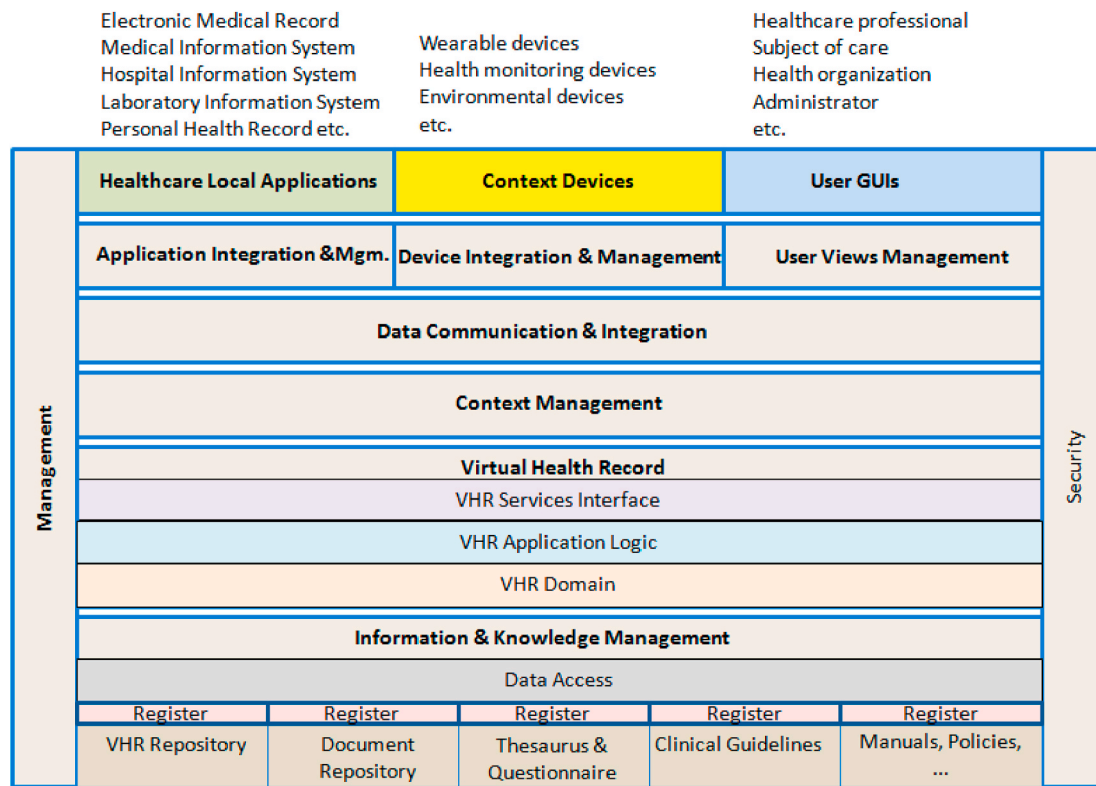 Electronic Medical Record
Medical Information System
Hospital Information System
Laboratory Information System
Personal Health Record etc.
Wearable devices
Health monitoring devices
Environmental devices
etc.
Healthcare professional
Subject of care
Health organization
Administrator
etc.
Management
Healthcare Local Applications
Context Devices
User GUIs
Application Integration &Mgm.
Device Integration & Management
User Views Management
Data Communication & Integration
Context Management
Virtual Health Record
VHR Services Interface
VHR Application Logic
VHR Domain
Information & Knowledge Management
Data Access
Register
Register
Register
Register
Register
VHR Repository
Document
Repository
Thesaurus &
Questionnaire
Clinical Guidelines
Manuals, Policies,
...
Security